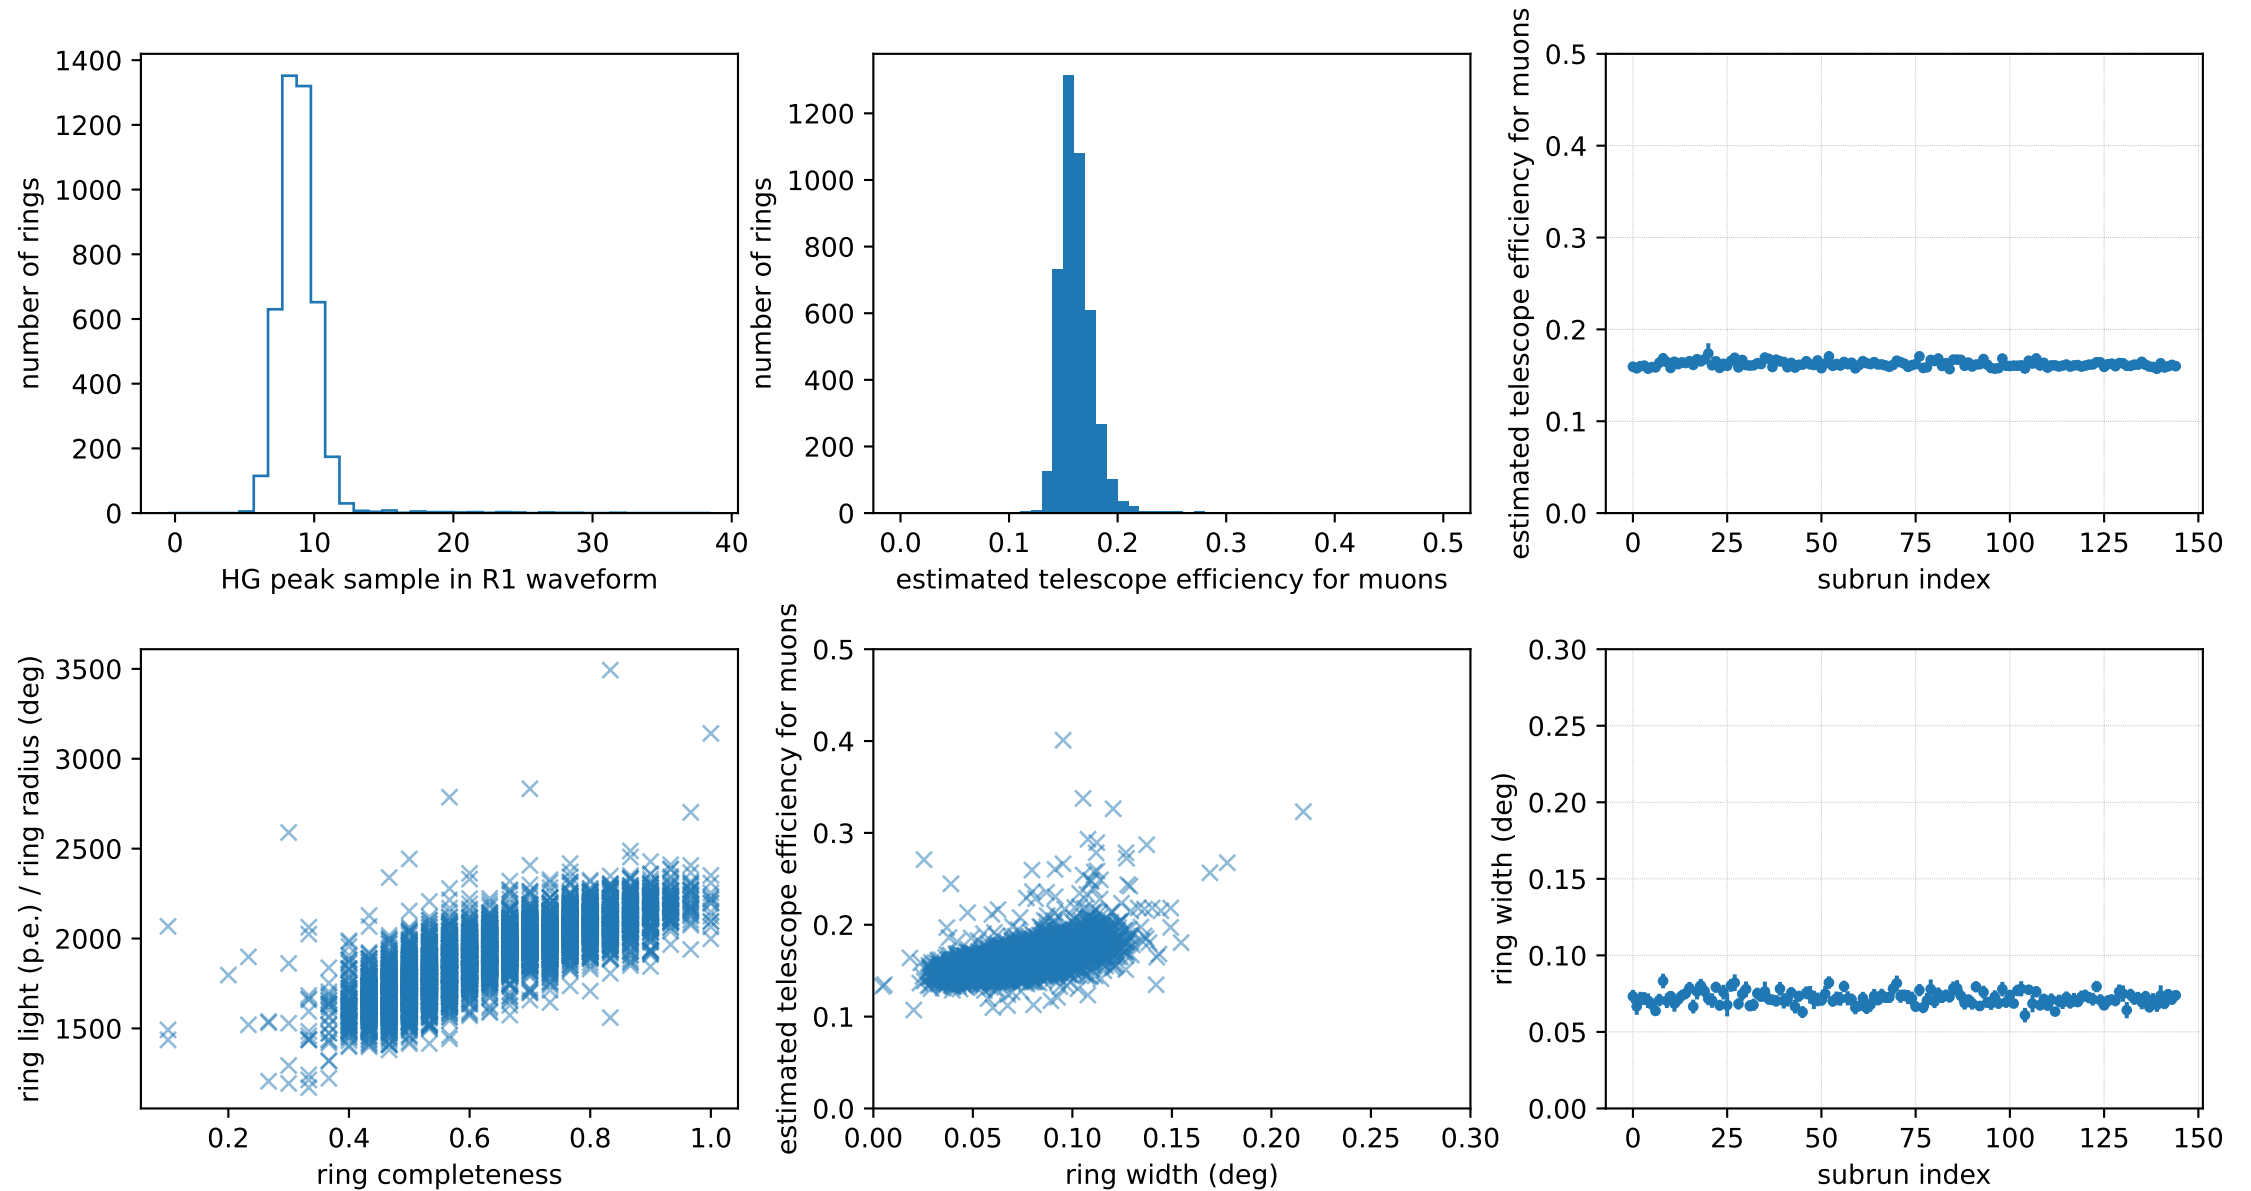 1400
1200
1000
800
600
400
200
0
number of rings
0 10 20 30 40
HG peak sample in R1 waveform
1200
1000
800
600
400
200
0
number of rings
0.0 0.1 0.2 0.3 0.4 0.5
estimated telescope efficiency for muons
0.5
0.4
0.3
0.2
0.1
0.0
estimated telescope efficiency for muons
0 25 50 75 100 125 150
subrun index
3500
3000
2500
2000
1500
ring light (p.e.) / ring radius (deg)
0.2 0.4 0.6 0.8 1.0
ring completeness
0.5
0.4
0.3
0.2
0.1
0.0
estimated telescope efficiency for muons
0.00 0.05 0.10 0.15 0.20 0.25 0.30
ring width (deg)
0.30
0.25
0.20
0.15
0.10
0.05
0.00
ring width (deg)
0 25 50 75 100 125 150
subrun index